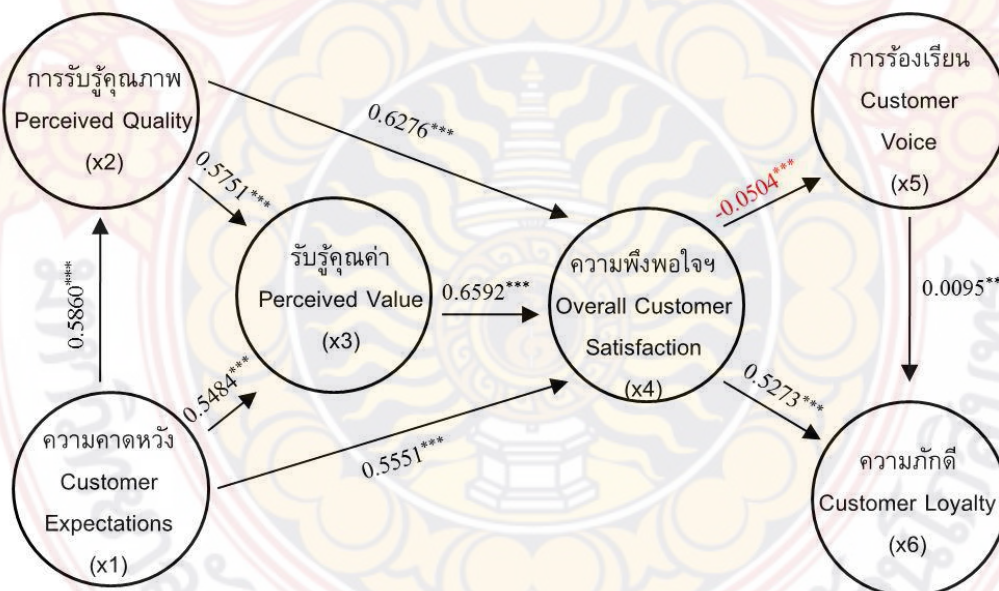 การรับรู้คุณภาพ
Perceived Quality
(x2)
การร้องเรียน
Customer
Voice
(x5)
0.6276***
0.5751***
-0.0504***
รับรู้คุณค่า
Perceived Value
(x3)
0.6592***
ความพึงพอใจฯ
Overall Customer
Satisfaction
(x4)
0.5860***
0.0095**
0.5484***
0.5551***
0.5273***
ความคาดหวัง
Customer
Expectations
(x1)
ความภักดี
Customer Loyalty
(x6)